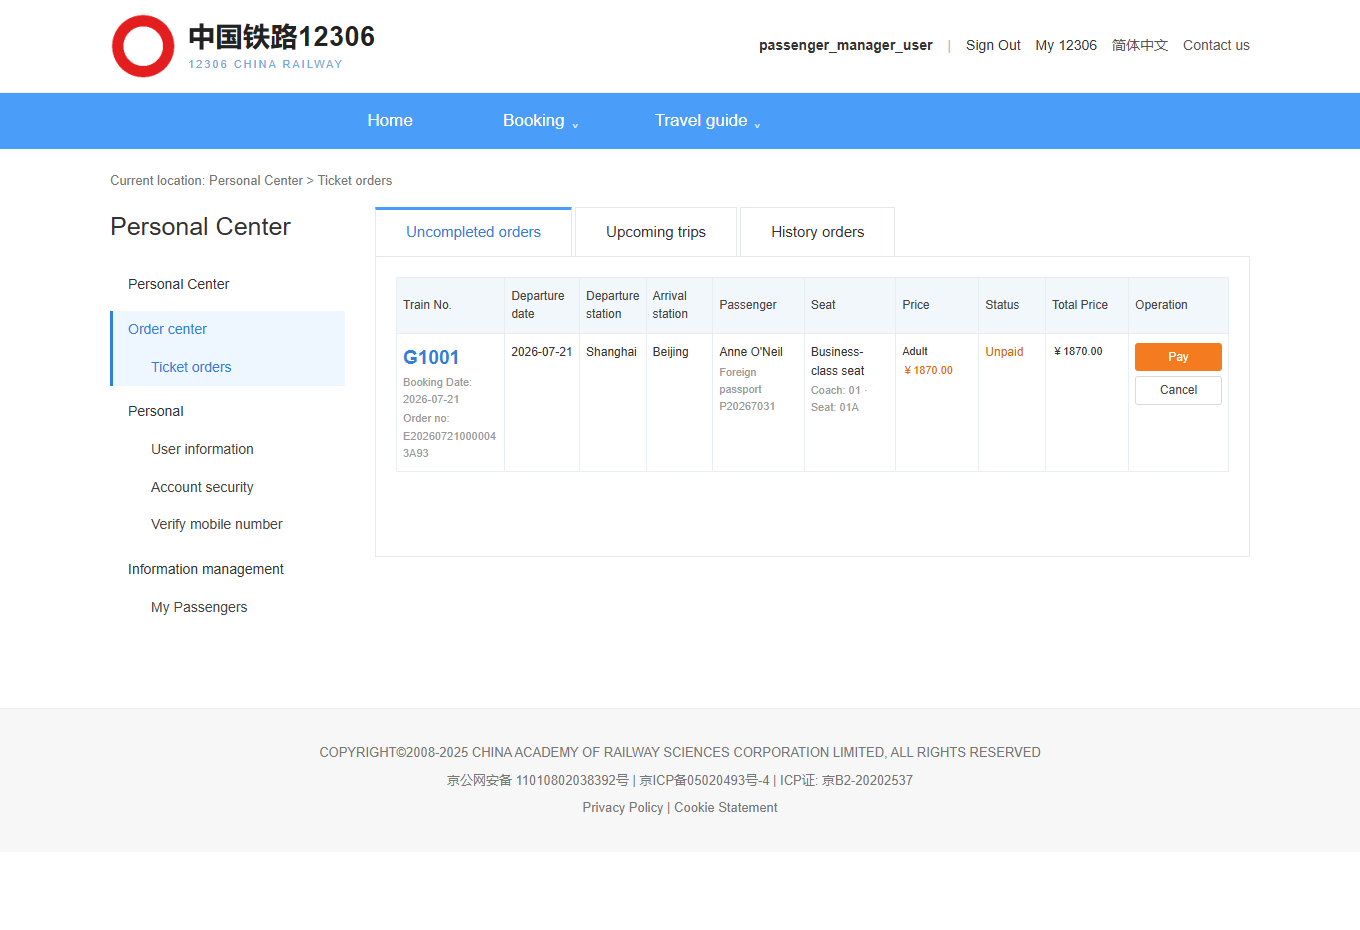 中国铁路12306
12306 CHINA RAILWAY
passenger_manager_user | Sign Out My 12306 简体中文 Contact us
Home Booking Travel guide
Current location: Personal Center > Ticket orders
Personal Center
Personal Center
Order center
Ticket orders
Personal
User information
Account security
Verify mobile number
Information management
My Passengers
Uncompleted orders Upcoming trips History orders
Train No.
Departure
date
Departure
station
Arrival
station
Passenger
Seat
Price
Status
Total Price
Operation
G1001
Booking Date:
2026-07-21
Order no:
E20260721000004
3A93
2026-07-21
Shanghai
Beijing
Anne O'Neil
Foreign
passport
P20267031
Business-
class seat
Coach: 01 ·
Seat: 01A
Adult
¥ 1870.00
Unpaid
¥ 1870.00
Pay
Cancel
COPYRIGHT©2008-2025 CHINA ACADEMY OF RAILWAY SCIENCES CORPORATION LIMITED, ALL RIGHTS RESERVED
京公网安备 11010802038392号 | 京ICP备05020493号-4 | ICP证: 京B2-20202537
Privacy Policy | Cookie Statement